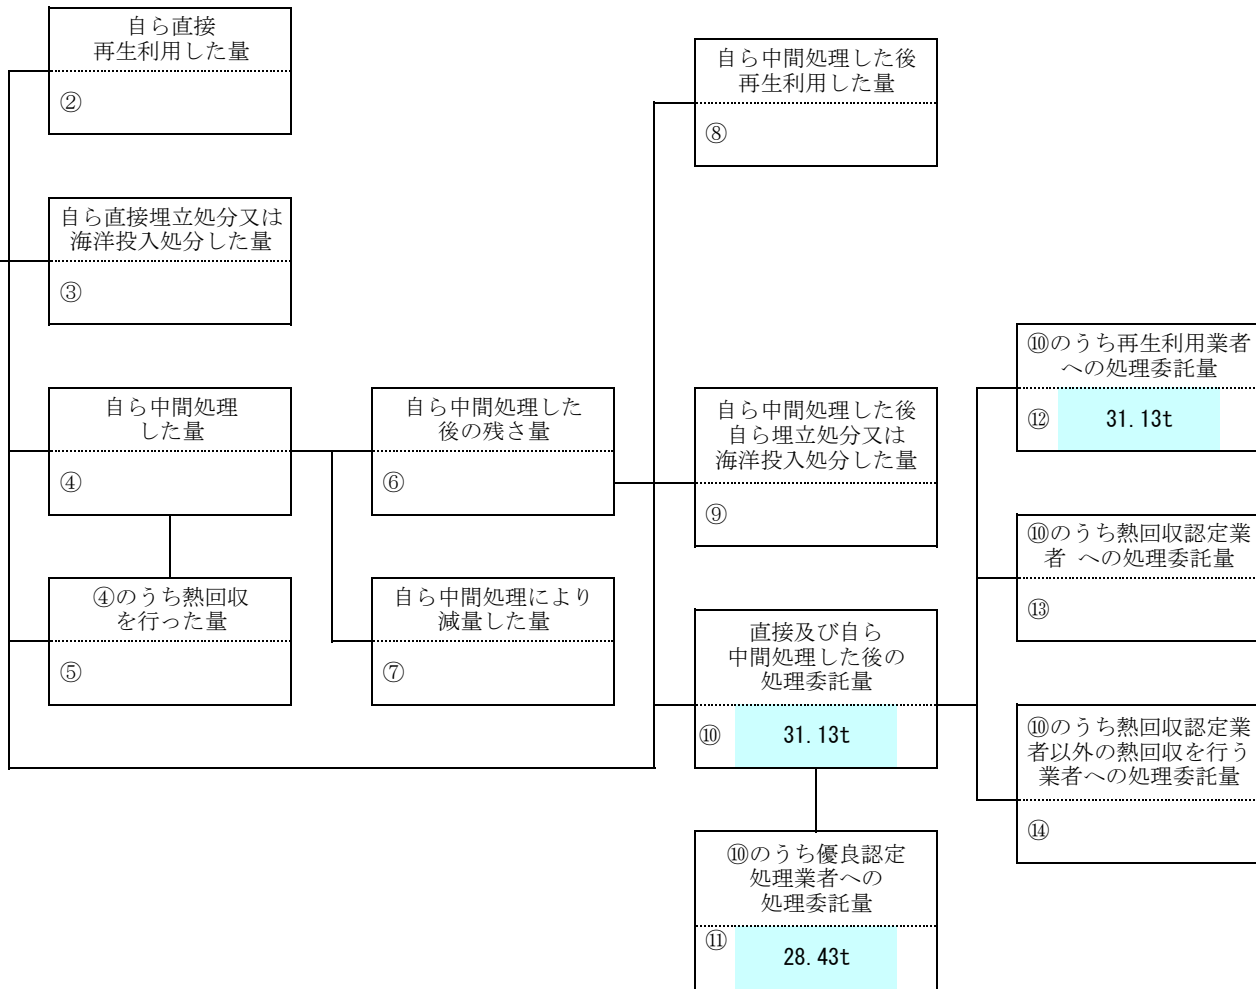 自ら直接
再生利用した量
②
自ら直接埋立処分又は
海洋投入処分した量
③
自ら中間処理
した量
④
④のうち熱回収
を行った量
⑤
自ら中間処理した
後の残さ量
⑥
自ら中間処理により
減量した量
⑦
自ら中間処理した後
再生利用した量
⑧
自ら中間処理した後
自ら埋立処分又は
海洋投入処分した量
⑨
直接及び自ら
中間処理した後の
処理委託量
⑩ 31.13t
⑩のうち優良認定
処理業者への
処理委託量
⑪ 28.43t
⑩のうち再生利用業者
への処理委託量
⑫ 31.13t
⑩のうち熱回収認定業
者 への処理委託量
⑬
⑩のうち熱回収認定業
者以外の熱回収を行う
業者への処理委託量
⑭